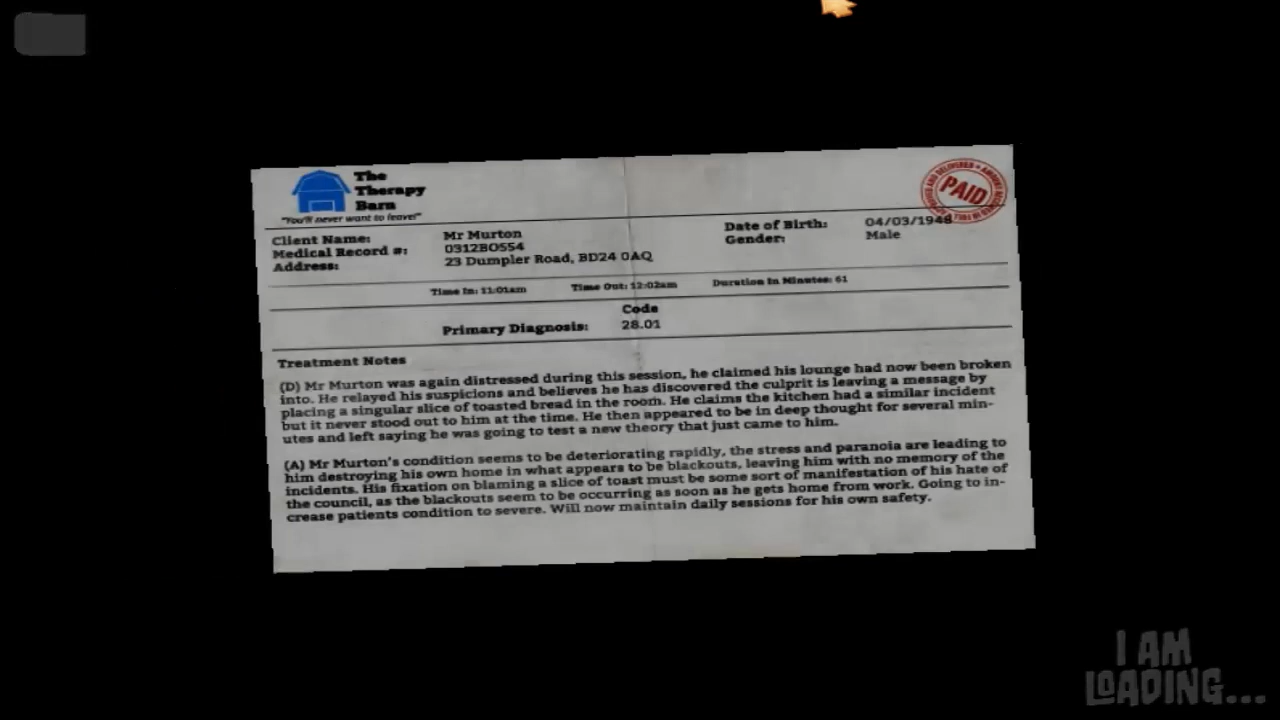 The
Therapy
Barn
"You'll never want to leave!"
PAID
Client Name: Mr Murton Date of Birth: 04/03/1948
Medical Record #: 0312BO554 Gender: Male
Address: 23 Dumpler Road, BD24 0AQ
Time In: 11:01am Time Out: 12:02am Duration In Minutes: 61
Code
Primary Diagnosis: 28.01
Treatment Notes
(D) Mr Murton was again distressed during this session, he claimed his lounge had now been broken
into. He relayed his suspicions and believes he has discovered the culprit is leaving a message by
placing a singular slice of toasted bread in the room. He claims the kitchen had a similar incident
but it never stood out to him at the time. He then appeared to be in deep thought for several min-
utes and left saying he was going to test a new theory that just came to him.
(A) Mr Murton's condition seems to be deteriorating rapidly, the stress and paranoia are leading to
him destroying his own home in what appears to be blackouts, leaving him with no memory of the
incidents. His fixation on blaming a slice of toast must be some sort of manifestation of his hate of
the council, as the blackouts seem to be occurring as soon as he gets home from work. Going to in-
crease patients condition to severe. Will now maintain daily sessions for his own safety.
I AM
LOADING...